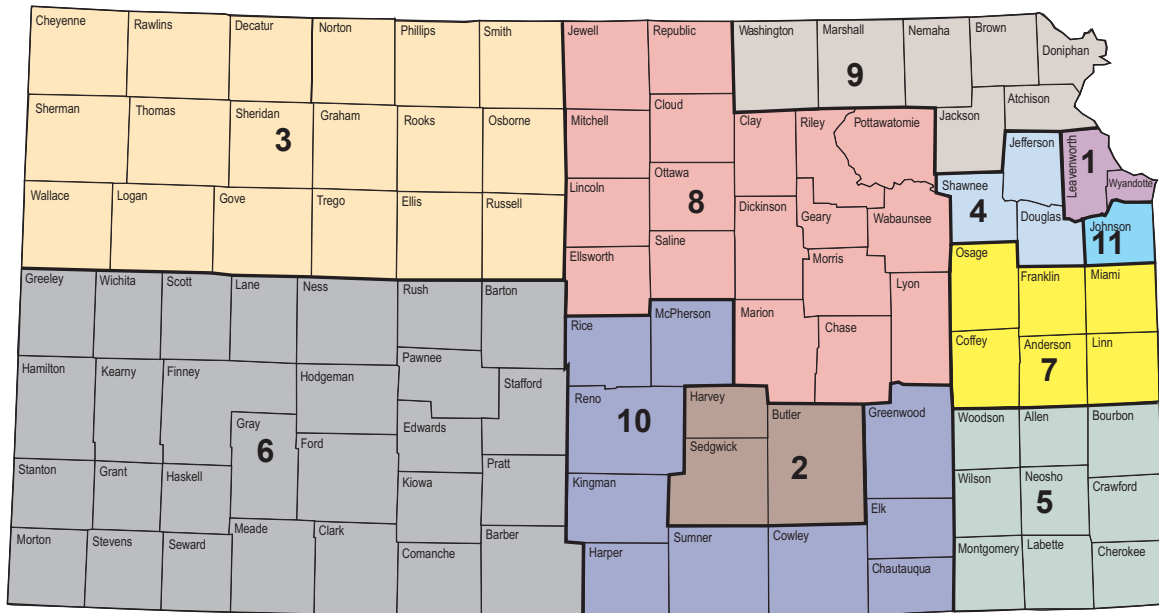 Cheyenne
Rawlins
Decatur
Norton
Phillips
Smith
Jewell
Republic
Washington
Marshall
Nemaha
Brown
Doniphan
9
Sherman
Thomas
Sheridan
Graham
Rooks
Osborne
3
Mitchell
Cloud
Clay
Riley
Pottawatomie
Jackson
Atchison
Jefferson
Leavenworth
1
Wyandotte
Wallace
Logan
Gove
Trego
Ellis
Russell
Lincoln
Ottawa
8
Dickinson
Geary
Wabaunsee
Shawnee
4
Douglas
Johnson
11
Ellsworth
Saline
Morris
Lyon
Osage
Franklin
Miami
Greeley
Wichita
Scott
Lane
Ness
Rush
Barton
Rice
McPherson
Marion
Chase
Coffey
Anderson
Linn
7
Hamilton
Kearny
Finney
Hodgeman
Pawnee
Stafford
Reno
10
Harvey
Butler
Greenwood
Woodson
Allen
Bourbon
Gray
6
Ford
Edwards
Sedgwick
2
Stanton
Grant
Haskell
Kiowa
Pratt
Kingman
Elk
Wilson
Neosho
5
Crawford
Morton
Stevens
Seward
Meade
Clark
Comanche
Barber
Harper
Sumner
Cowley
Chautauqua
Montgomery
Labette
Cherokee